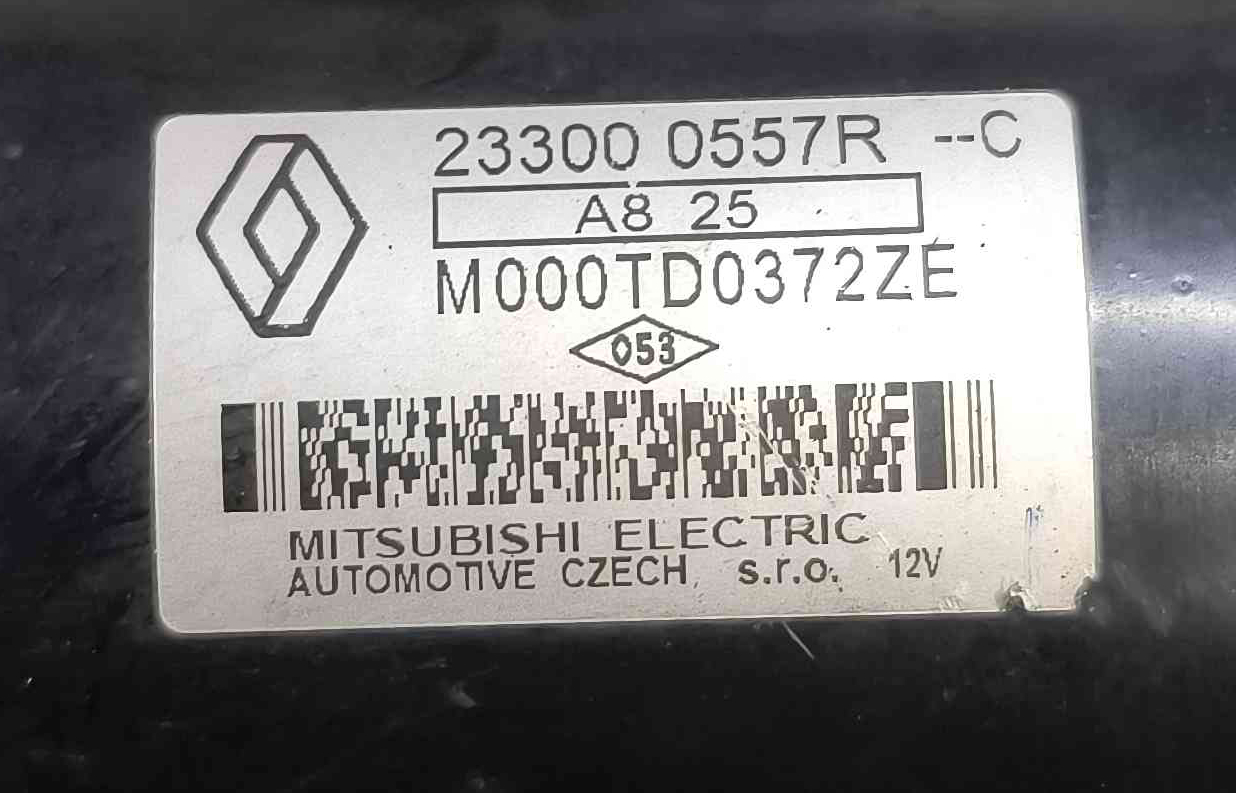 23300 0557R --C
A8 25
M000TD0372ZE
053
MITSUBISHI ELECTRIC
AUTOMOTIVE CZECH, s.r.o. 12V